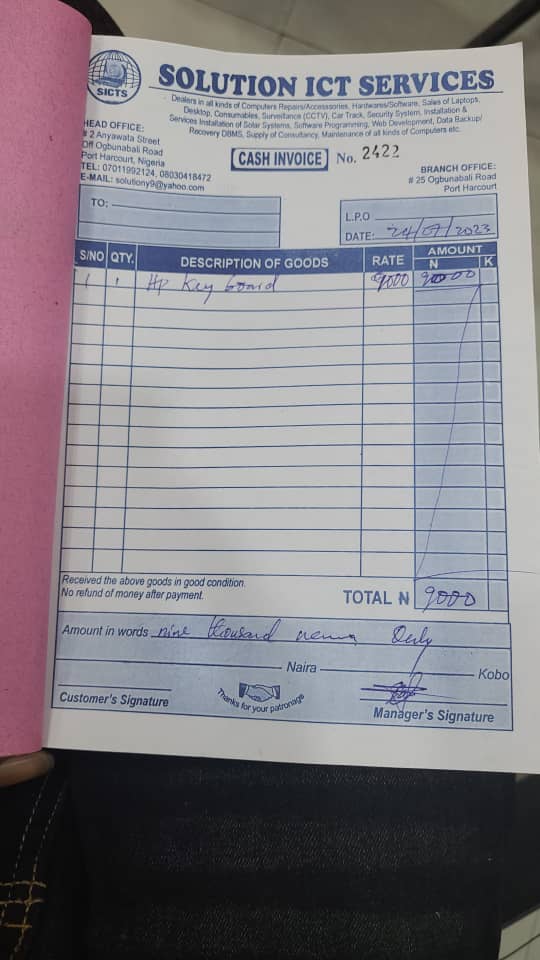 SICTS
SOLUTION ICT SERVICES
Dealers in all kinds of Computers Repairs/Accesssories, Hardwares/Software, Sales of Laptops,
Desktop, Consumables, Surveilance (CCTV), Car Track, Security System, Installation &
Services Installation of Solar Systems, Software Programming, Web Development, Data Backup/
Recovery DBMS, Supply of Consultancy, Maintenance of all kinds of Computers etc.
HEAD OFFICE:
# 2 Anyawata Street
Off Ogbunabali Road
Port Harcourt, Nigeria
TEL: 07011992124, 08030418472
E-MAIL: solutiony9@yahoo.com
CASH INVOICE No. 2422
BRANCH OFFICE:
# 25 Ogbunabali Road
Port Harcourt
TO:
L.P.O
DATE: 24/07/2023
S/NO QTY. DESCRIPTION OF GOODS RATE AMOUNT
N K
1 1 Hp Key board 9000 9000
Received the above goods in good condition.
No refund of money after payment.
TOTAL N 9000
Amount in words nine thousand Only
Naira Kobo
Customer's Signature
Thanks for your patronage
Manager's Signature